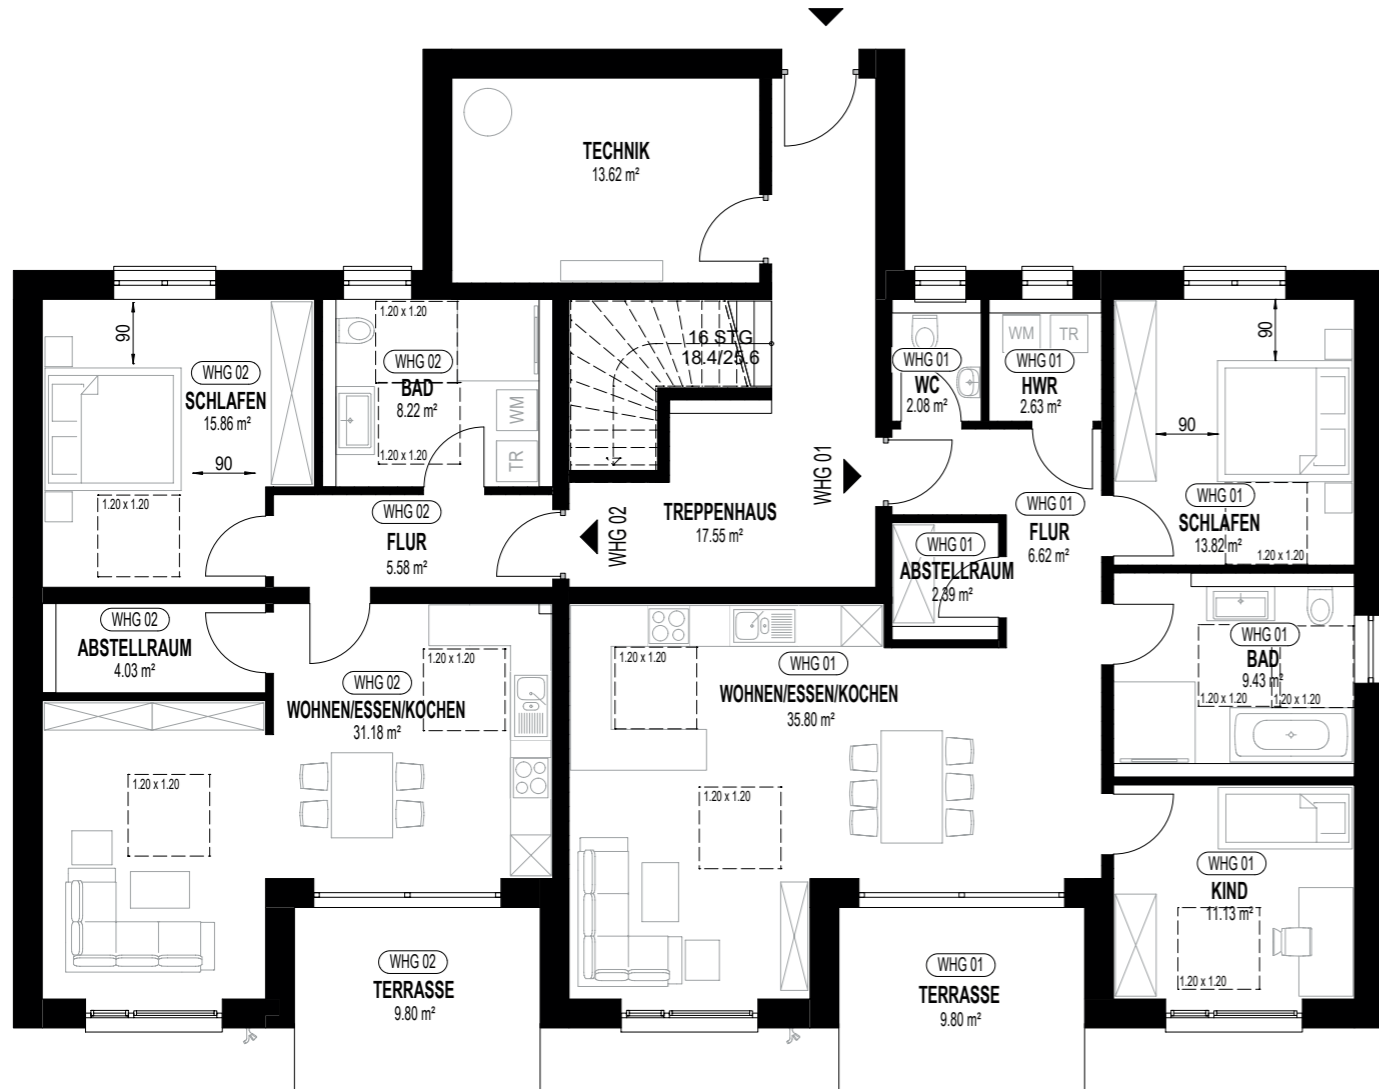 TECHNIK
13.62 m²
1.20 x 1.20
90
WHG 02
SCHLAFEN
15.86 m²
90
1.20 x 1.20
WHG 02
BAD
8.22 m²
1.20 x 1.20
WM
TR
16 STG
18.4/25.6
WHG 01
WC
2.08 m²
WM
TR
WHG 01
HWR
2.63 m²
90
90
WHG 01
SCHLAFEN
13.82 m²
1.20 x 1.20
WHG 02
FLUR
5.58 m²
WHG 02
TREPPENHAUS
17.55 m²
WHG 01
WHG 01
FLUR
6.62 m²
WHG 01
ABSTELLRAUM
2.39 m²
WHG 02
ABSTELLRAUM
4.03 m²
1.20 x 1.20
WHG 02
WOHNEN/ESSEN/KOCHEN
31.18 m²
1.20 x 1.20
1.20 x 1.20
WHG 01
WOHNEN/ESSEN/KOCHEN
35.80 m²
1.20 x 1.20
WHG 01
BAD
9.43 m²
1.20 x 1.20
1.20 x 1.20
WHG 01
KIND
11.13 m²
1.20 x 1.20
WHG 02
TERRASSE
9.80 m²
WHG 01
TERRASSE
9.80 m²